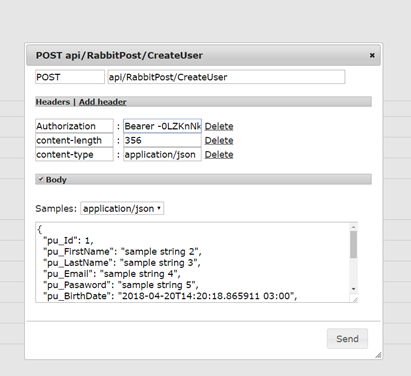 POST api/RabbitPost/CreateUser ×
POST api/RabbitPost/CreateUser
Headers | Add header
Authorization : Bearer -0LZKnNk Delete
content-length : 356 Delete
content-type : application/json Delete
✔ Body
Samples: application/json
{
"pu_Id": 1,
"pu_FirstName": "sample string 2",
"pu_LastName": "sample string 3",
"pu_Email": "sample string 4",
"pu_Pasaword": "sample string 5",
"pu_BirthDate": "2018-04-20T14:20:18.865911 03:00",
Send